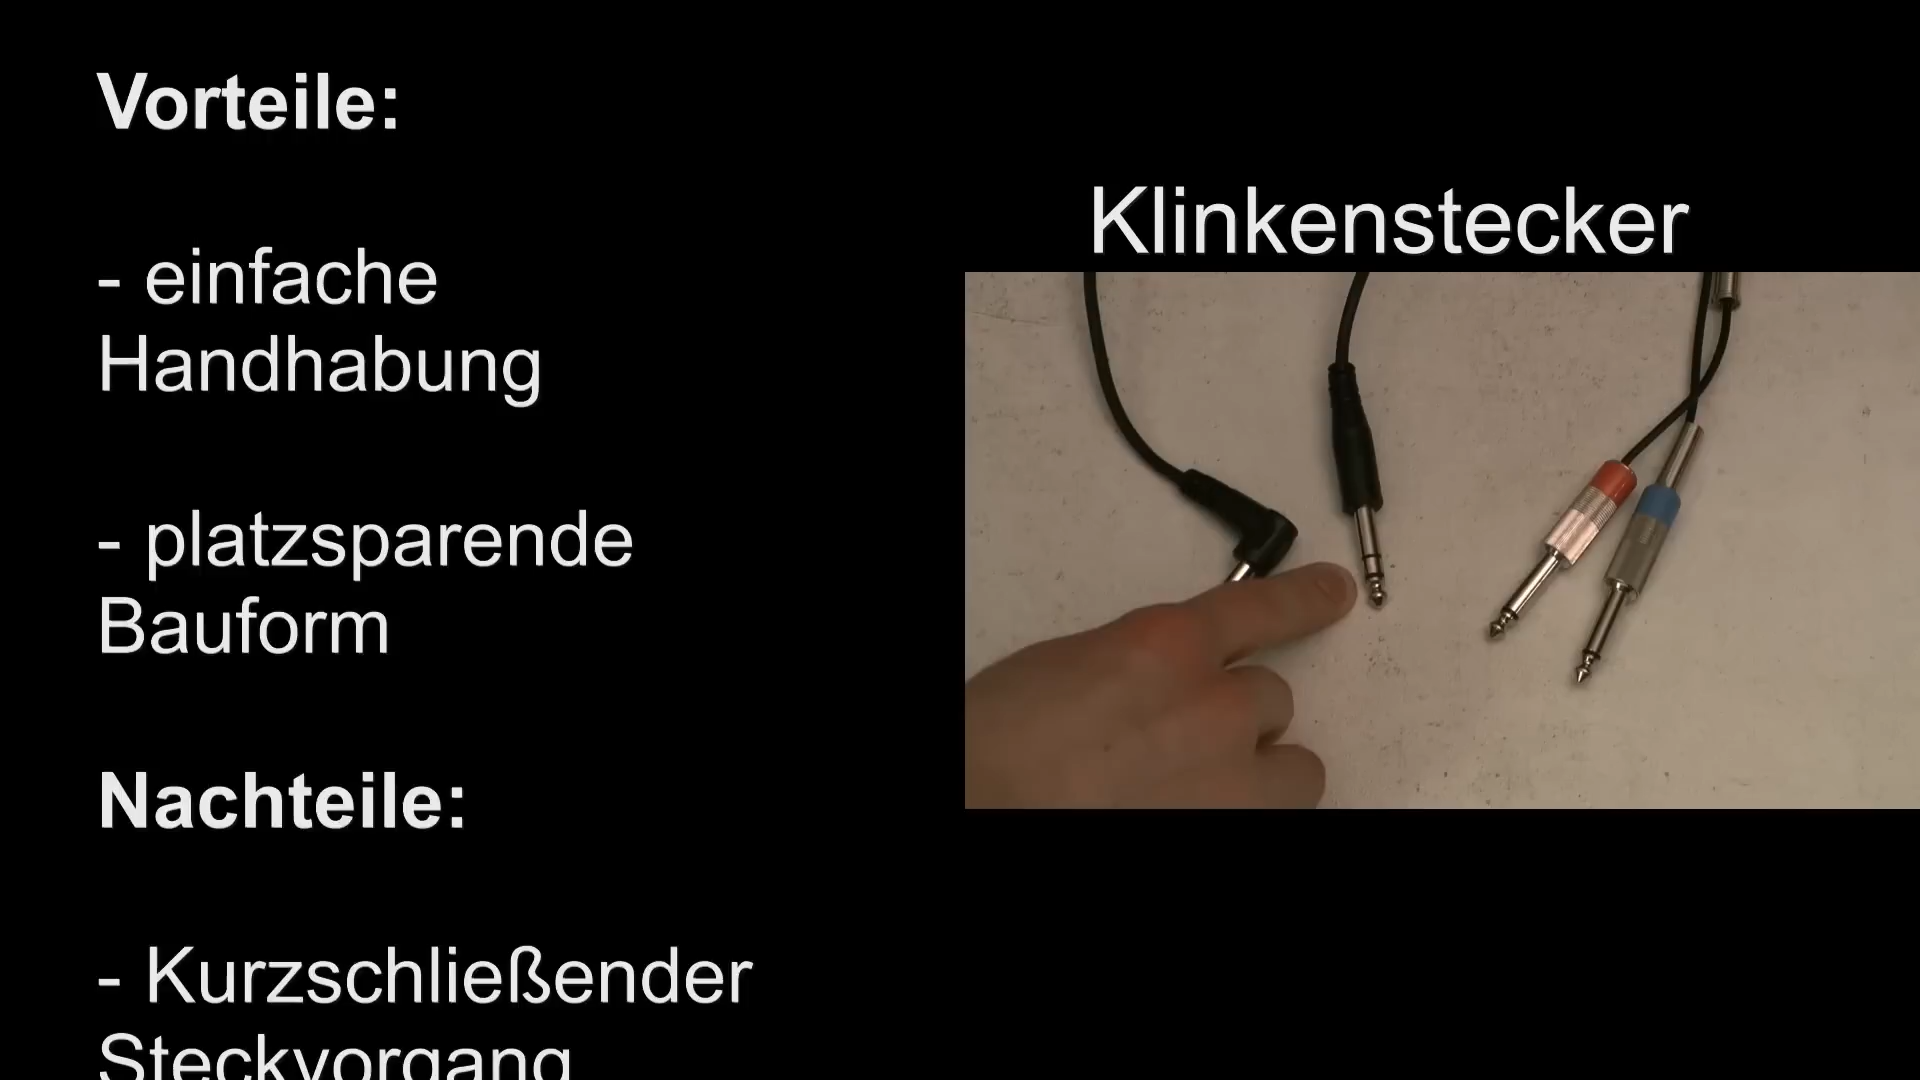 Vorteile:
- einfache
Handhabung
- platzsparende
Bauform
Nachteile:
- Kurzschließender
Steckvorgang
Klinkenstecker